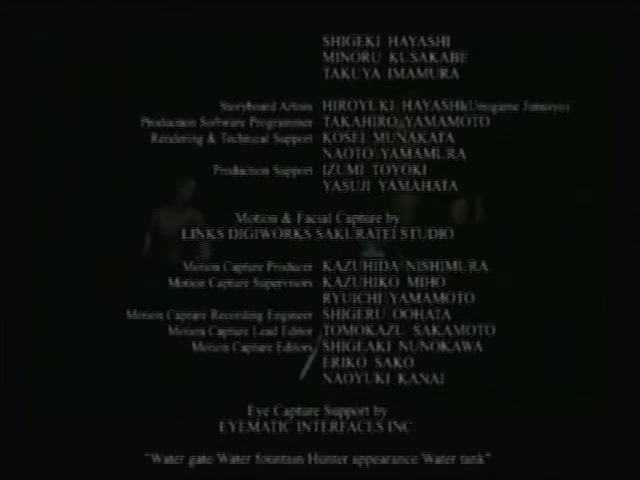 SHIGEKI HAYASHI
MINORU KUSAKABE
TAKUYA IMAMURA
Storyboard Artists HIROYUKI HAYASHI(Umegame Jimusyo)
Production Software Programmer TAKAHIRO YAMAMOTO
Rendering & Technical Support KOSEI MUNAKATA
NAOTO YAMAMURA
Production Support IZUMI TOYOKI
YASUJI YAMAHATA
Motion & Facial Capture by
LINKS DIGIWORKS SAKURATEI STUDIO
Motion Capture Producer KAZUHIDA NISHIMURA
Motion Capture Supervisors KAZUHIKO MIHO
RYUICHI YAMAMOTO
Motion Capture Recording Engineer SHIGERU OOHATA
Motion Capture Lead Editor TOMOKAZU SAKAMOTO
Motion Capture Editors SHIGEAKI NUNOKAWA
ERIKO SAKO
NAOYUKI KANAI
Eye Capture Support by
EYEMATIC INTERFACES INC.
"Water gate/Water fountain/Hunter appearance/Water tank"